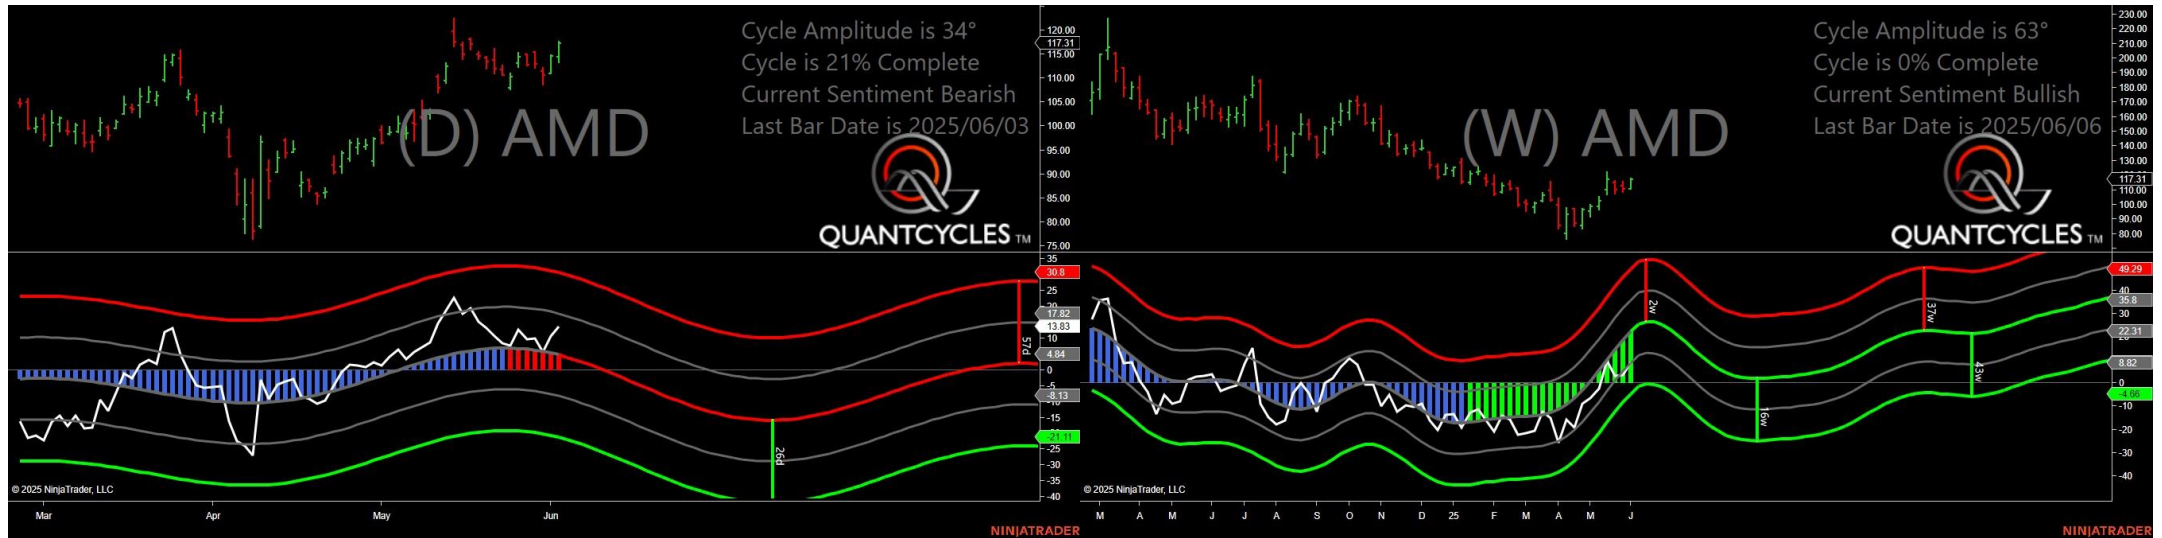 Cycle Amplitude is 34°
Cycle is 21% Complete
Current Sentiment Bearish
Last Bar Date is 2025/06/03
(D) AMD
QUANTCYCLES TM
120.00
117.31
115.00
110.00
105.00
100.00
95.00
90.00
85.00
80.00
75.00
35
30.8
25
20
17.82
13.83
10
4.84
0
-5
-8.13
-15
-21.11
-25
-30
-35
-40
57d
26d
© 2025 NinjaTrader, LLC
Mar Apr May Jun
NINJATRADER
Cycle Amplitude is 63°
Cycle is 0% Complete
Current Sentiment Bullish
Last Bar Date is 2025/06/06
(W) AMD
QUANTCYCLES TM
230.00
220.00
210.00
200.00
190.00
180.00
170.00
160.00
150.00
140.00
130.00
117.31
110.00
100.00
90.00
80.00
49.29
40
35.8
30
22.31
8.82
0
-4.66
-10
-20
-30
-40
2w
37w
43w
16w
© 2025 NinjaTrader, LLC
M A M J J A S O N D 25 F M A M J
NINJATRADER